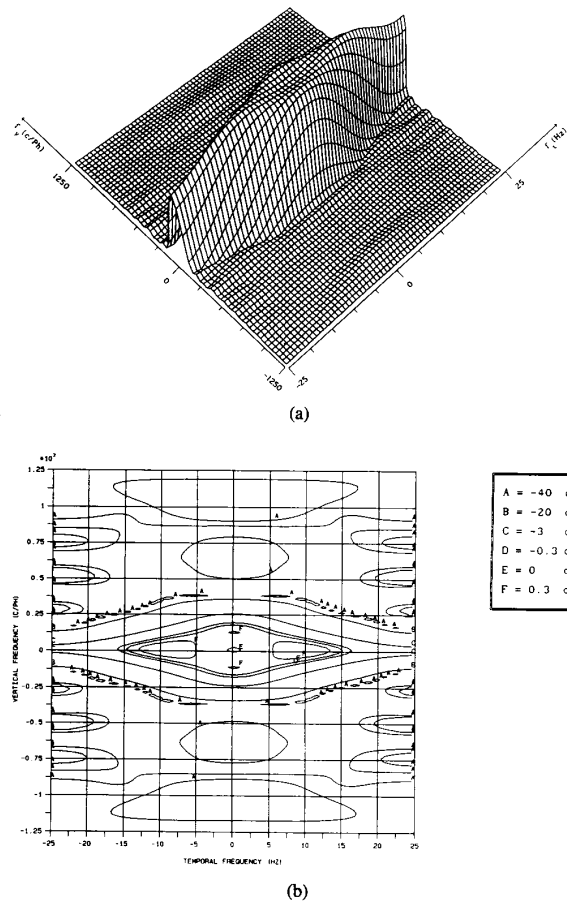 f_y (c/Ph)
1250
0
-1250
f_t (Hz)
25
0
-25
(a)
1.25
1
0.75
0.5
0.25
0
-0.25
-0.5
-0.75
-1
-1.25
VERTICAL FREQUENCY (C/PH)
-25 -20 -15 -10 -5 0 5 10 15 20 25
TEMPORAL FREQUENCY (HZ)
A = -40
B = -20
C = -3
D = -0.3
E = 0
F = 0.3
(b)